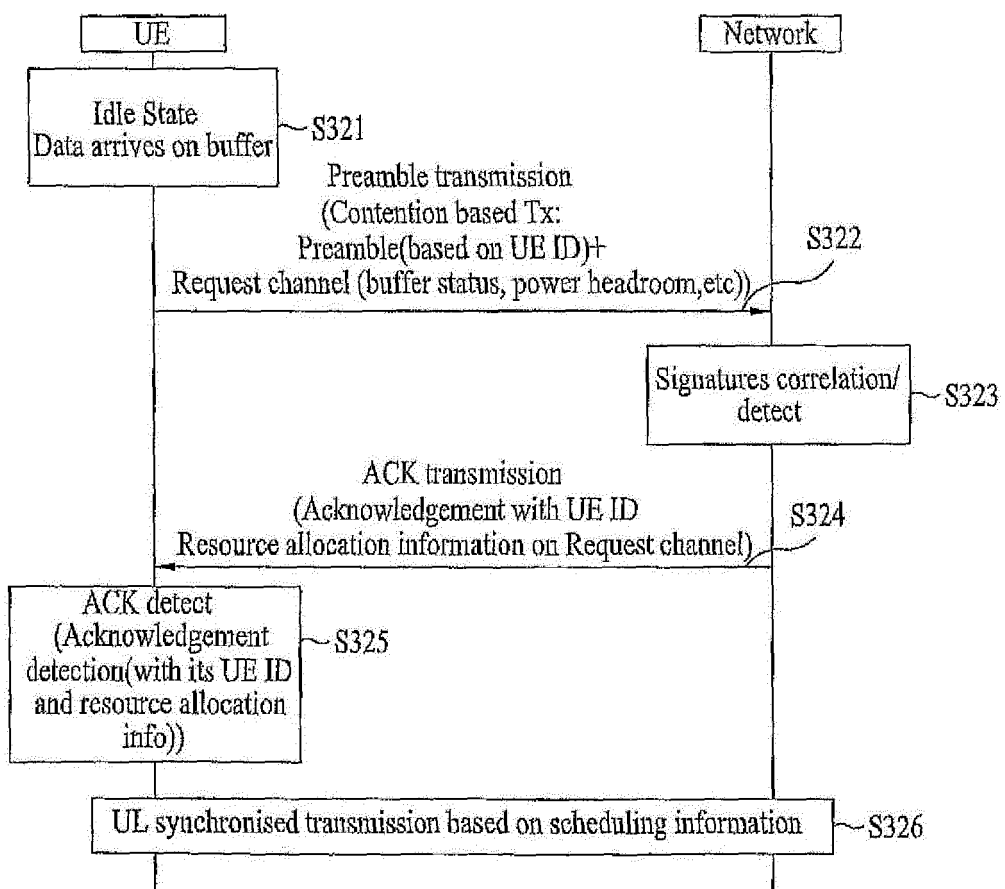 UE
Network
Idle State
Data arrives on buffer
S321
Preamble transmission
(Contention based Tx:
Preamble(based on UE ID)+
Request channel (buffer status, power headroom,etc))
S322
Signatures correlation/
detect
S323
ACK transmission
(Acknowledgement with UE ID
Resource allocation information on Request channel)
S324
ACK detect
(Acknowledgement
detection(with its UE ID
and resource allocation
info))
S325
UL synchronised transmission based on scheduling information
S326